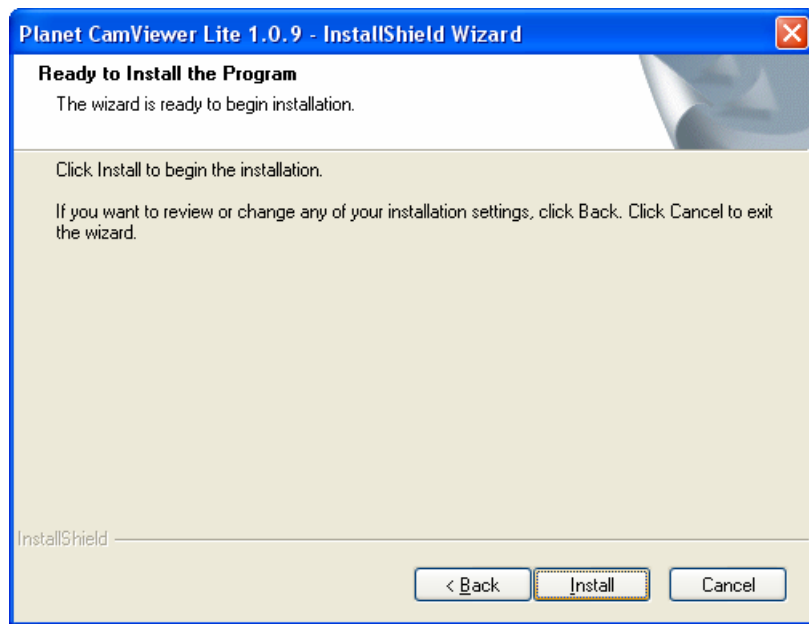 Planet CamViewer Lite 1.0.9 - InstallShield Wizard
Ready to Install the Program
The wizard is ready to begin installation.
Click Install to begin the installation.
If you want to review or change any of your installation settings, click Back. Click Cancel to exit
the wizard.
InstallShield
< Back Install Cancel